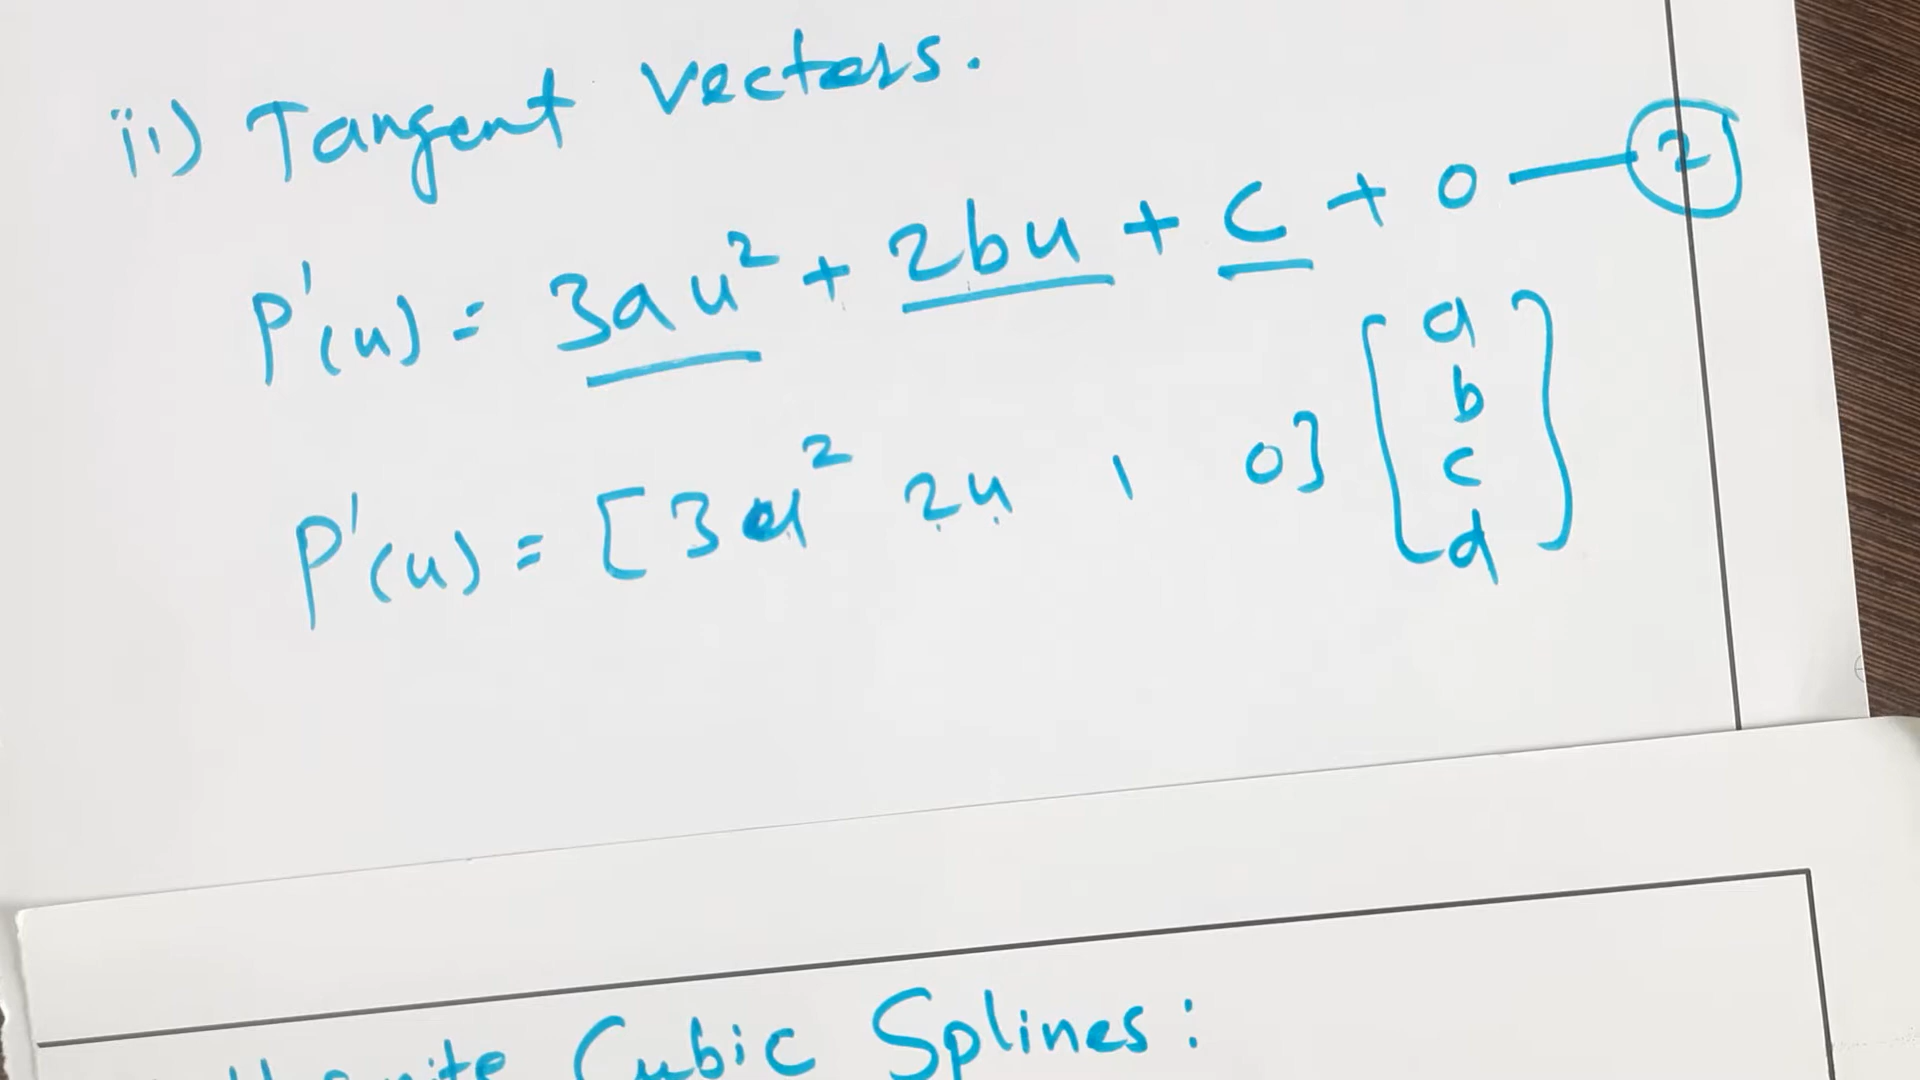 ii) Tangent vectors.
P'(u) = 3au² + 2bu + c + 0 — ②
P'(u) = [3u² 2u 1 0] [a b c d]
Cubic Splines: